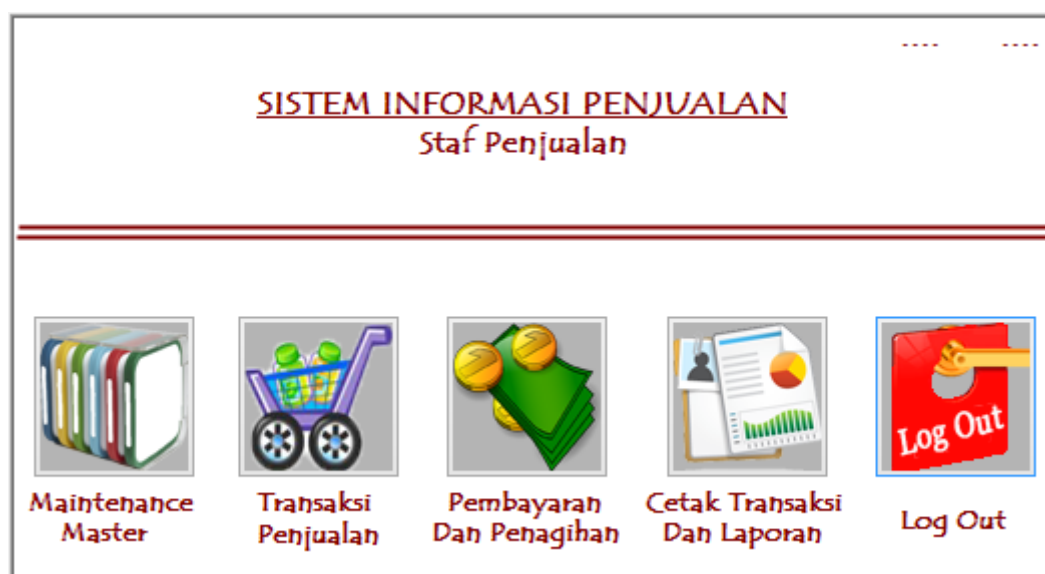 ---- ----
SISTEM INFORMASI PENJUALAN
Staf Penjualan
Log Out
Maintenance
Master
Transaksi
Penjualan
Pembayaran
Dan Penagihan
Cetak Transaksi
Dan Laporan
Log Out